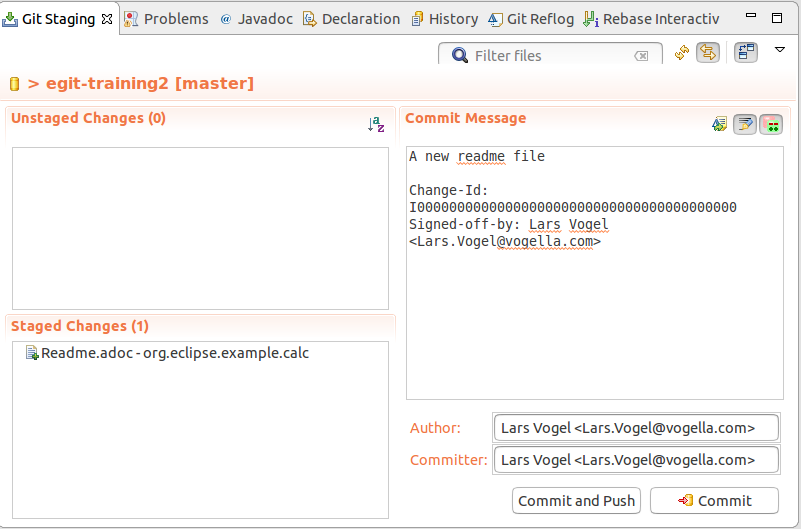 Git Staging
Problems
Javadoc
Declaration
History
Git Reflog
Rebase Interactiv
Filter files
> egit-training2 [master]
Unstaged Changes (0)
Commit Message
A new readme file
Change-Id:
I0000000000000000000000000000000000000000
Signed-off-by: Lars Vogel
<Lars.Vogel@vogella.com>
Staged Changes (1)
Readme.adoc - org.eclipse.example.calc
Author: Lars Vogel <Lars.Vogel@vogella.com>
Committer: Lars Vogel <Lars.Vogel@vogella.com>
Commit and Push
Commit